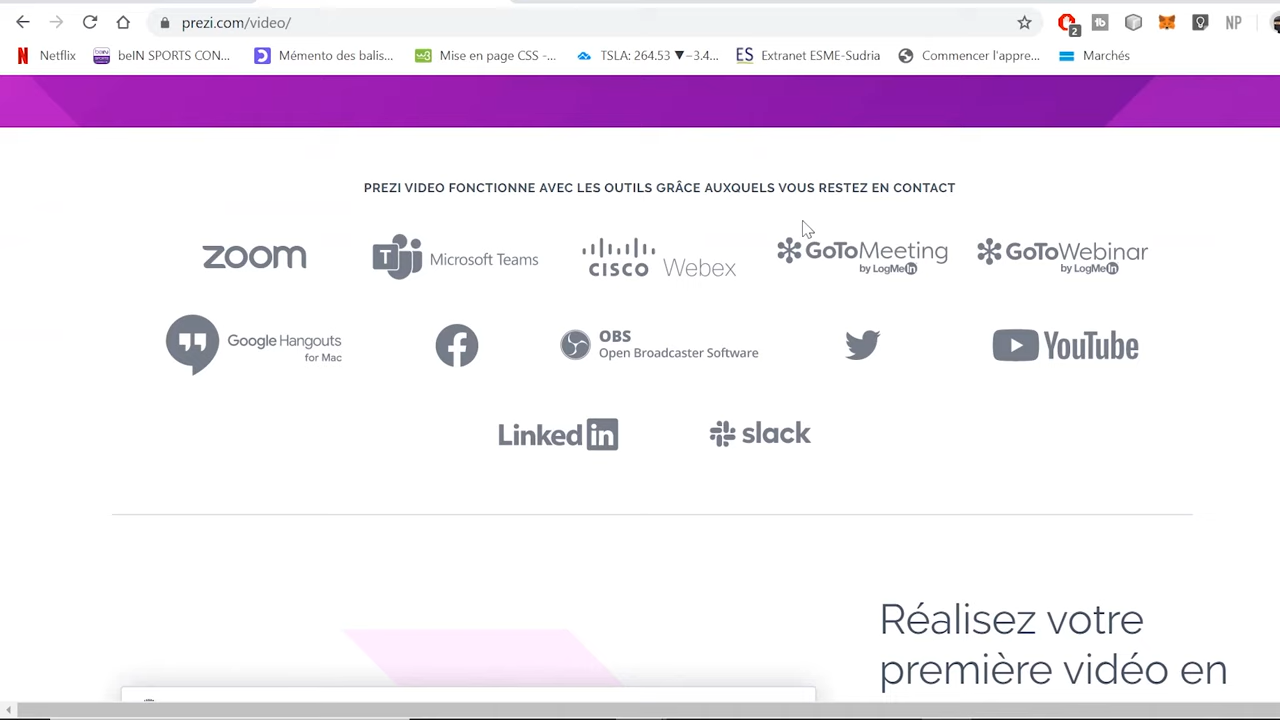 prezi.com/video/
2
NP
Netflix
beIN SPORTS CON...
Mémento des balis...
w3
Mise en page CSS -...
TSLA: 264.53 ▼−3.4...
ES
Extranet ESME-Sudria
Commencer l'appre...
Marchés
PREZI VIDEO FONCTIONNE AVEC LES OUTILS GRÂCE AUXQUELS VOUS RESTEZ EN CONTACT
zoom
T
Microsoft Teams
CISCO Webex
GoToMeeting
by LogMeIn
GoToWebinar
by LogMeIn
Google Hangouts
for Mac
OBS
Open Broadcaster Software
YouTube
Linkedin
slack
Réalisez votre
première vidéo en